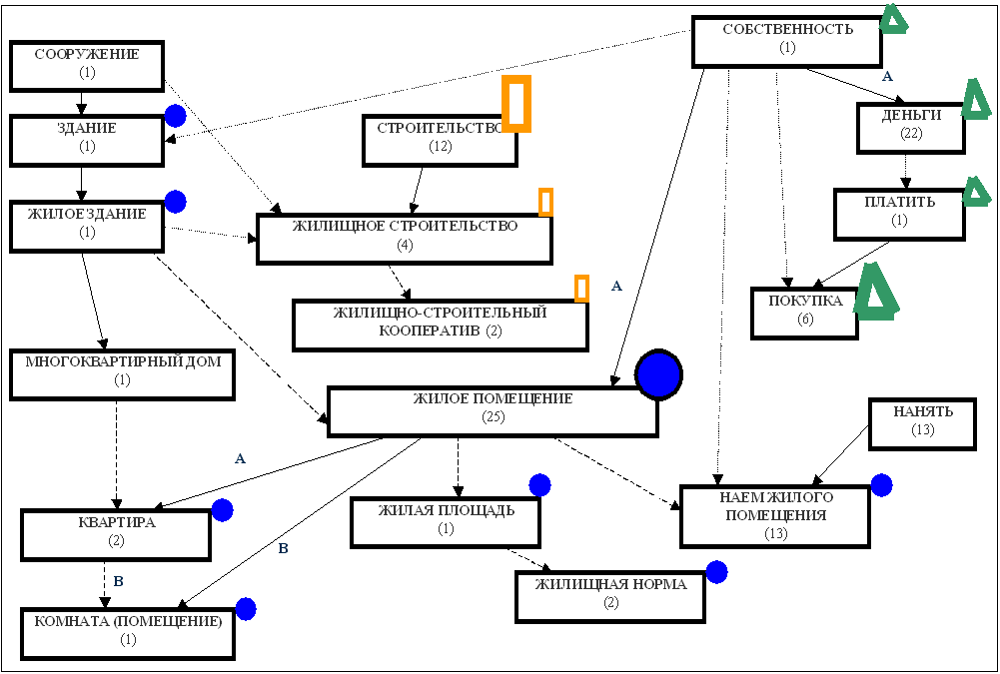 СОБСТВЕННОСТЬ
(1)
СООРУЖЕНИЕ
(1)
А
ДЕНЬГИ
(22)
ЗДАНИЕ
(1)
СТРОИТЕЛЬСТВО
(12)
ПЛАТИТЬ
(1)
ЖИЛОЕ ЗДАНИЕ
(1)
ЖИЛИЩНОЕ СТРОИТЕЛЬСТВО
(4)
А
ПОКУПКА
(6)
ЖИЛИЩНО-СТРОИТЕЛЬНЫЙ
КООПЕРАТИВ (2)
МНОГОКВАРТИРНЫЙ ДОМ
(1)
ЖИЛОЕ ПОМЕЩЕНИЕ
(25)
НАНЯТЬ
(13)
А
КВАРТИРА
(2)
ЖИЛАЯ ПЛОЩАДЬ
(1)
НАЕМ ЖИЛОГО
ПОМЕЩЕНИЯ
(13)
В
В
ЖИЛИЩНАЯ НОРМА
(2)
КОМНАТА (ПОМЕЩЕНИЕ)
(1)